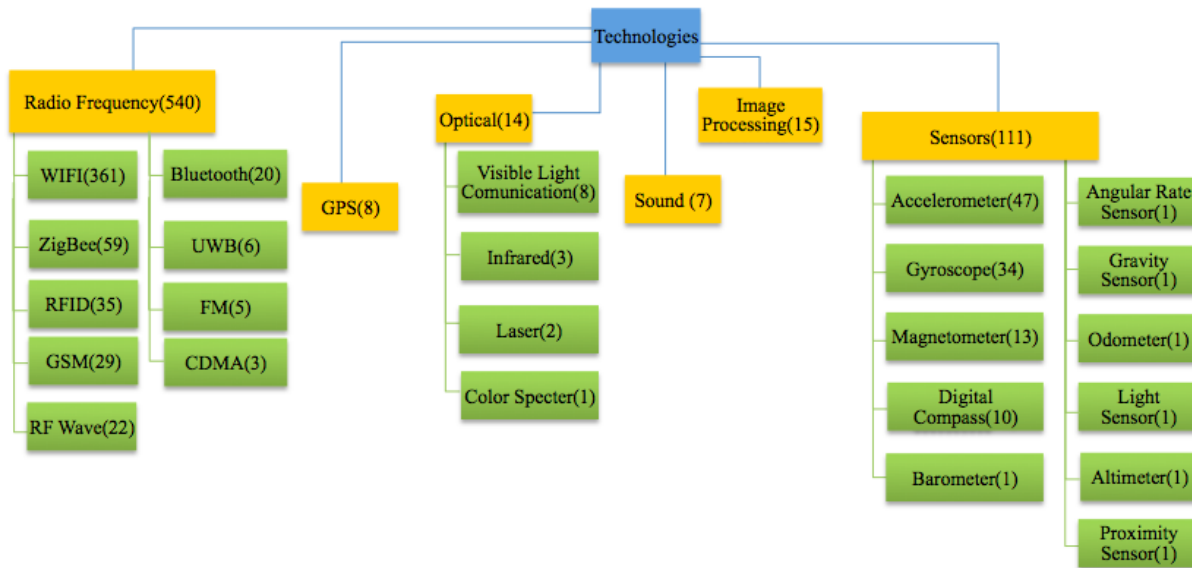 Technologies
Radio Frequency(540)
WIFI(361)
ZigBee(59)
RFID(35)
GSM(29)
RF Wave(22)
Bluetooth(20)
UWB(6)
FM(5)
CDMA(3)
GPS(8)
Optical(14)
Visible Light
Comunication(8)
Infrared(3)
Laser(2)
Color Specter(1)
Sound (7)
Image
Processing(15)
Sensors(111)
Accelerometer(47)
Gyroscope(34)
Magnetometer(13)
Digital
Compass(10)
Barometer(1)
Angular Rate
Sensor(1)
Gravity
Sensor(1)
Odometer(1)
Light
Sensor(1)
Altimeter(1)
Proximity
Sensor(1)